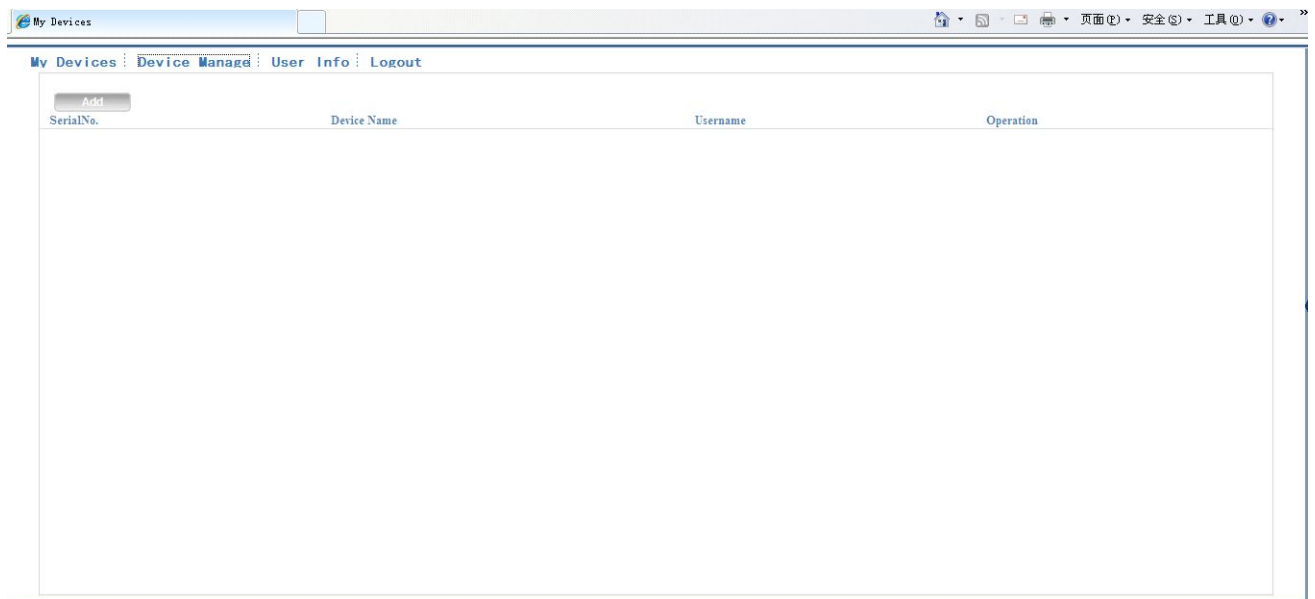 My Devices 页面(P) 安全(S) 工具(O) »
My Devices Device Manage User Info Logout
Add
SerialNo. Device Name Username Operation